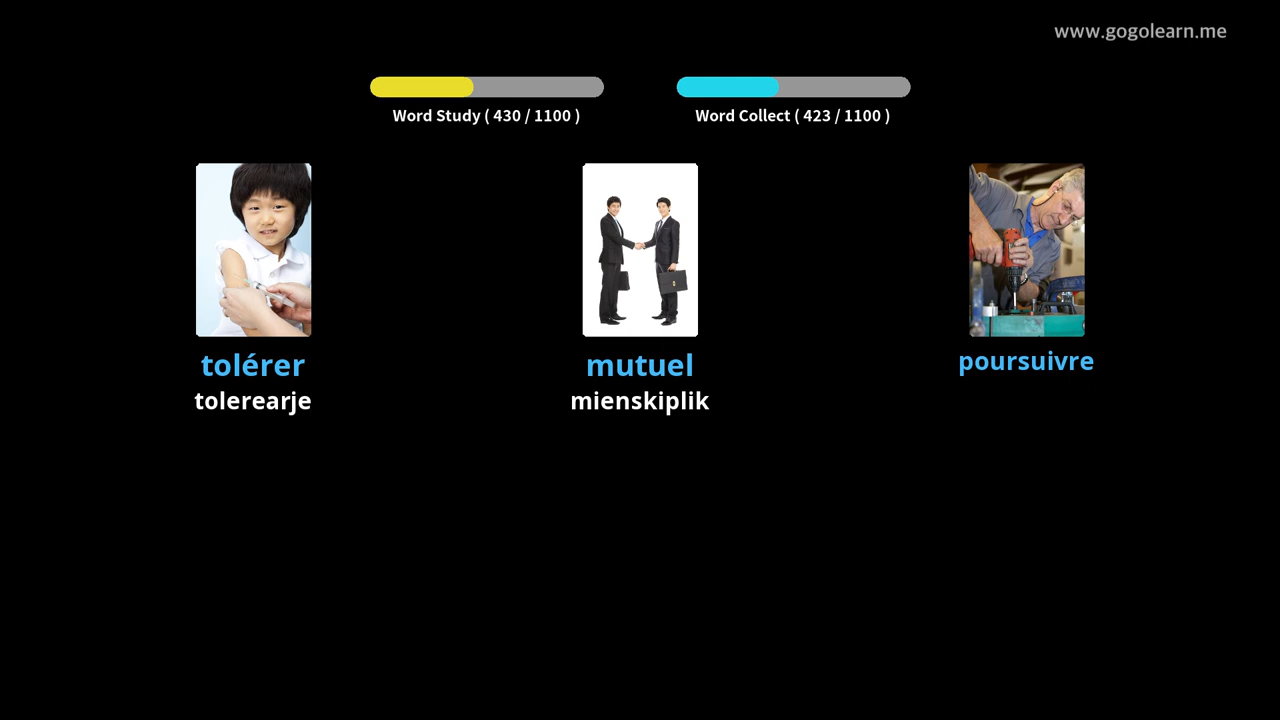 www.gogolearn.me
Word Study ( 430 / 1100 )
Word Collect ( 423 / 1100 )
tolérer
tolerearje
mutuel
mienskiplik
poursuivre